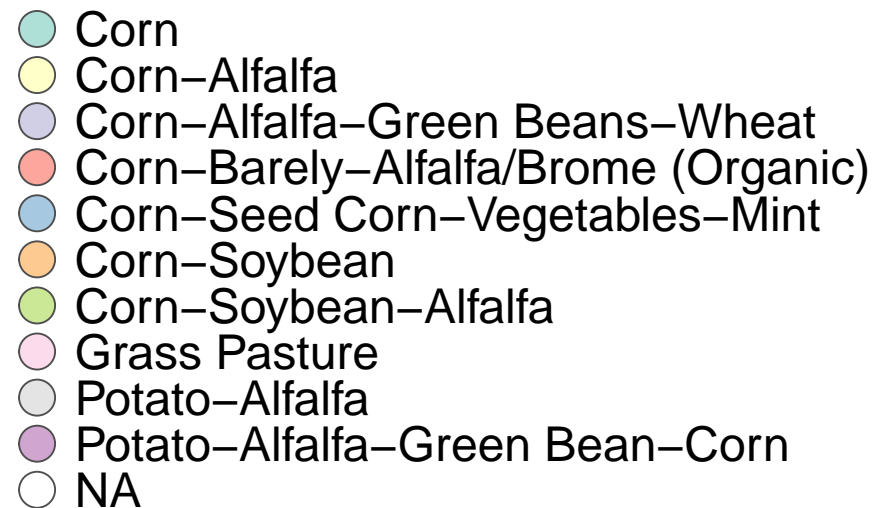 Corn
Corn–Alfalfa
Corn–Alfalfa–Green Beans–Wheat
Corn–Barely–Alfalfa/Brome (Organic)
Corn–Seed Corn–Vegetables–Mint
Corn–Soybean
Corn–Soybean–Alfalfa
Grass Pasture
Potato–Alfalfa
Potato–Alfalfa–Green Bean–Corn
NA